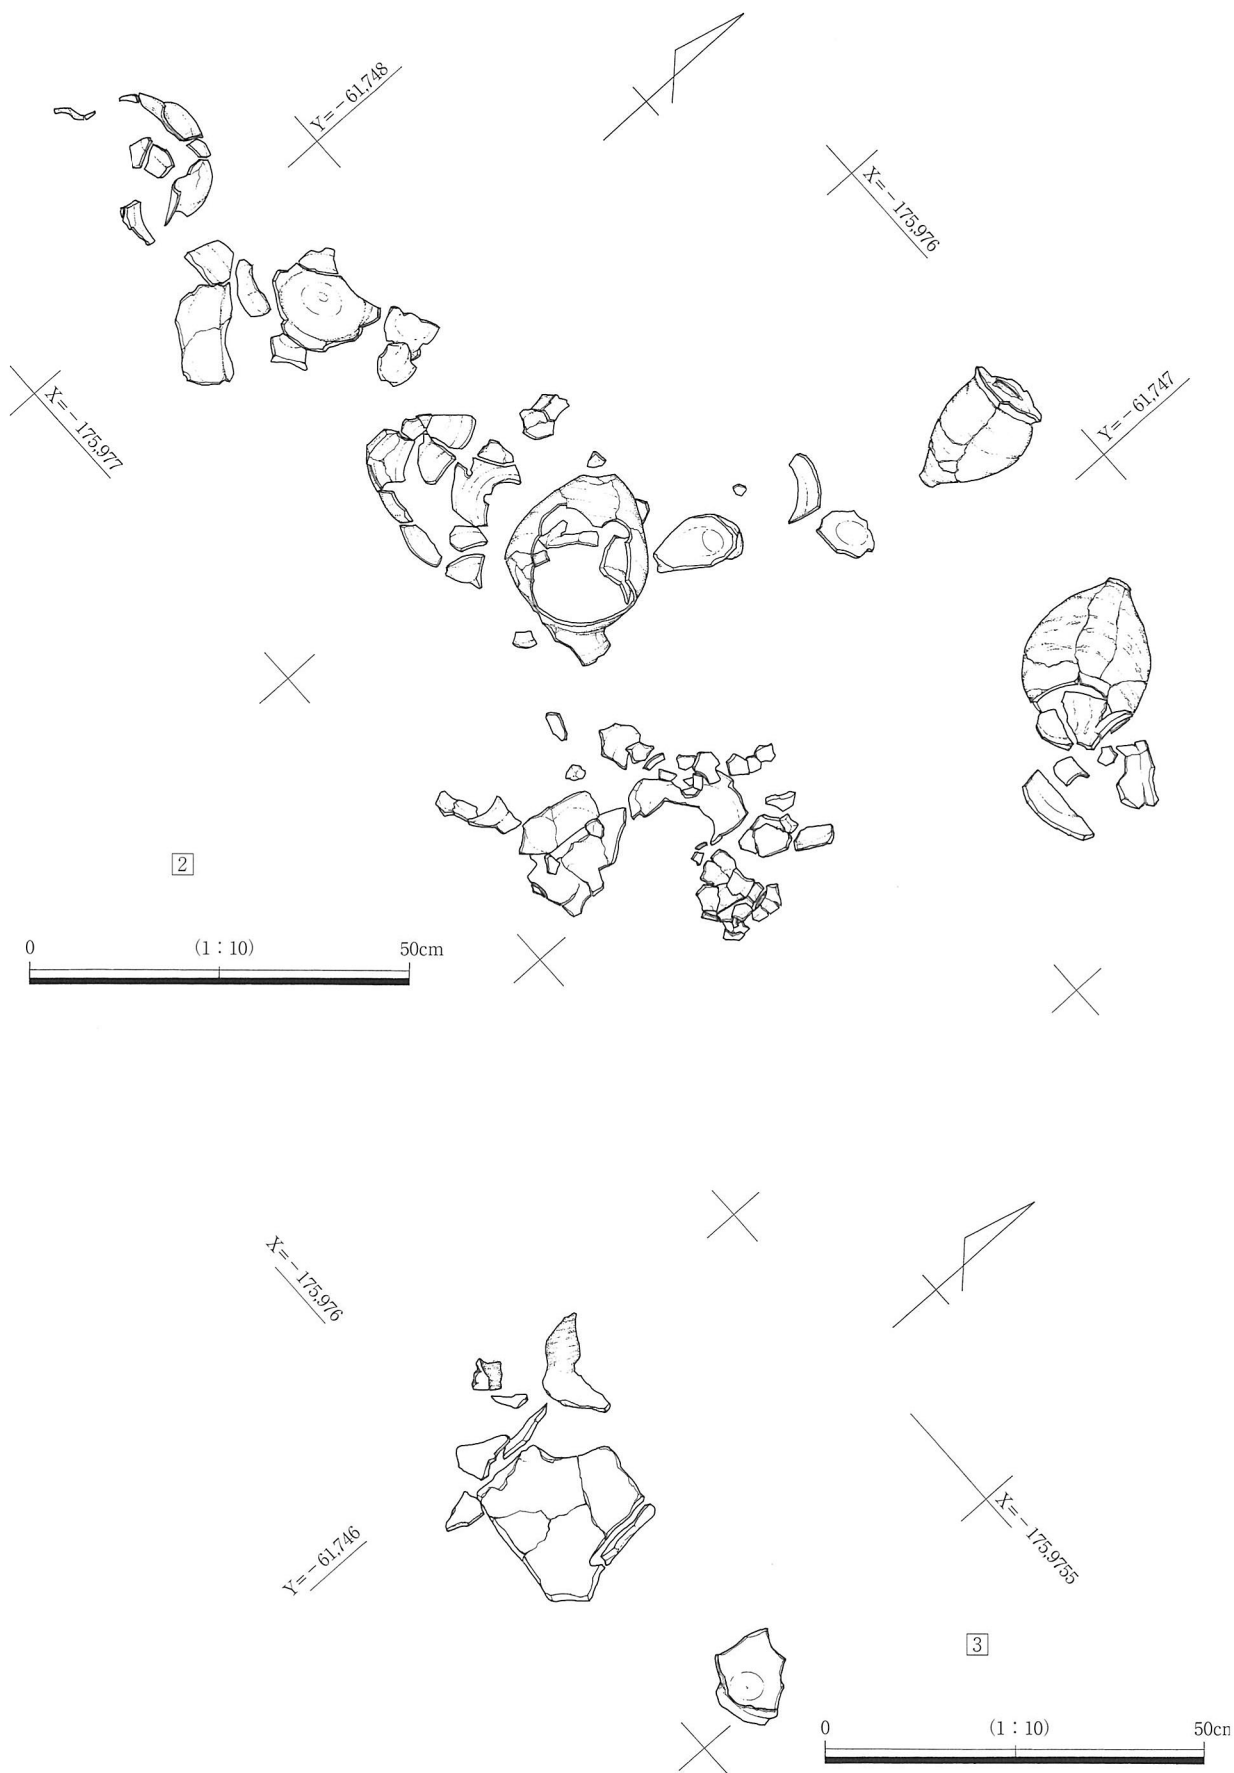 Y=－61,748
X=－175,976
X=－175,977
Y=－61,747
2
0 (1：10) 50cm
X=－175,976
Y=－61,746
X=－175,9755
3
0 (1：10) 50cm